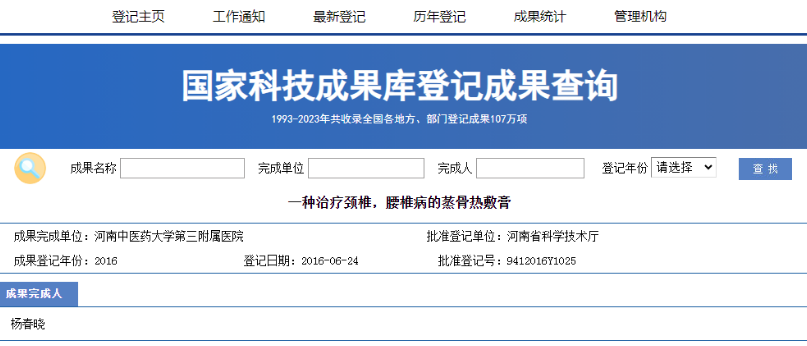 登记主页 工作通知 最新登记 历年登记 成果统计 管理机构
国家科技成果库登记成果查询
1993-2023年共收录全国各地方、部门登记成果107万项
成果名称 完成单位 完成人 登记年份 请选择 查 找
一种治疗颈椎，腰椎病的蒸骨热敷膏
成果完成单位：河南中医药大学第三附属医院 批准登记单位：河南省科学技术厅
成果登记年份：2016 登记日期：2016-06-24 批准登记号：9412016Y1025
成果完成人
杨春晓